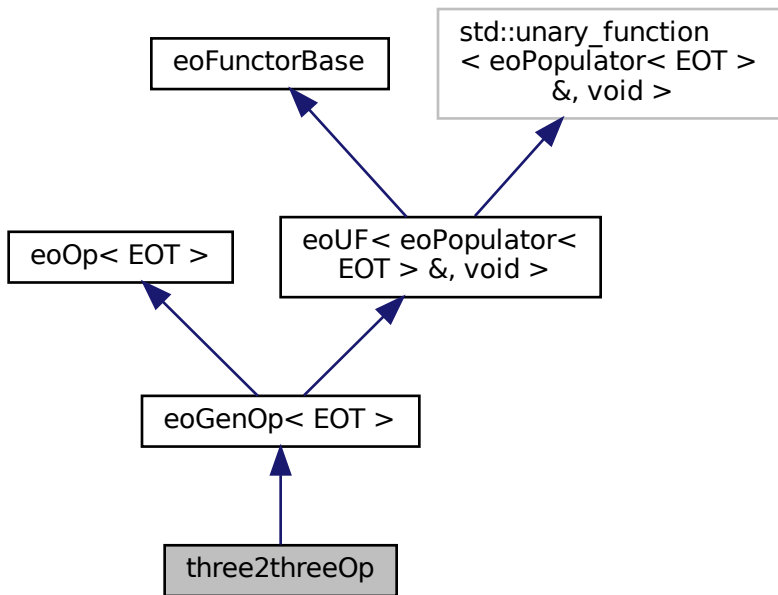 std::unary_function
< eoPopulator< EOT >
&, void >
eoFunctorBase
eoUF< eoPopulator<
EOT > &, void >
eoOp< EOT >
eoGenOp< EOT >
three2threeOp